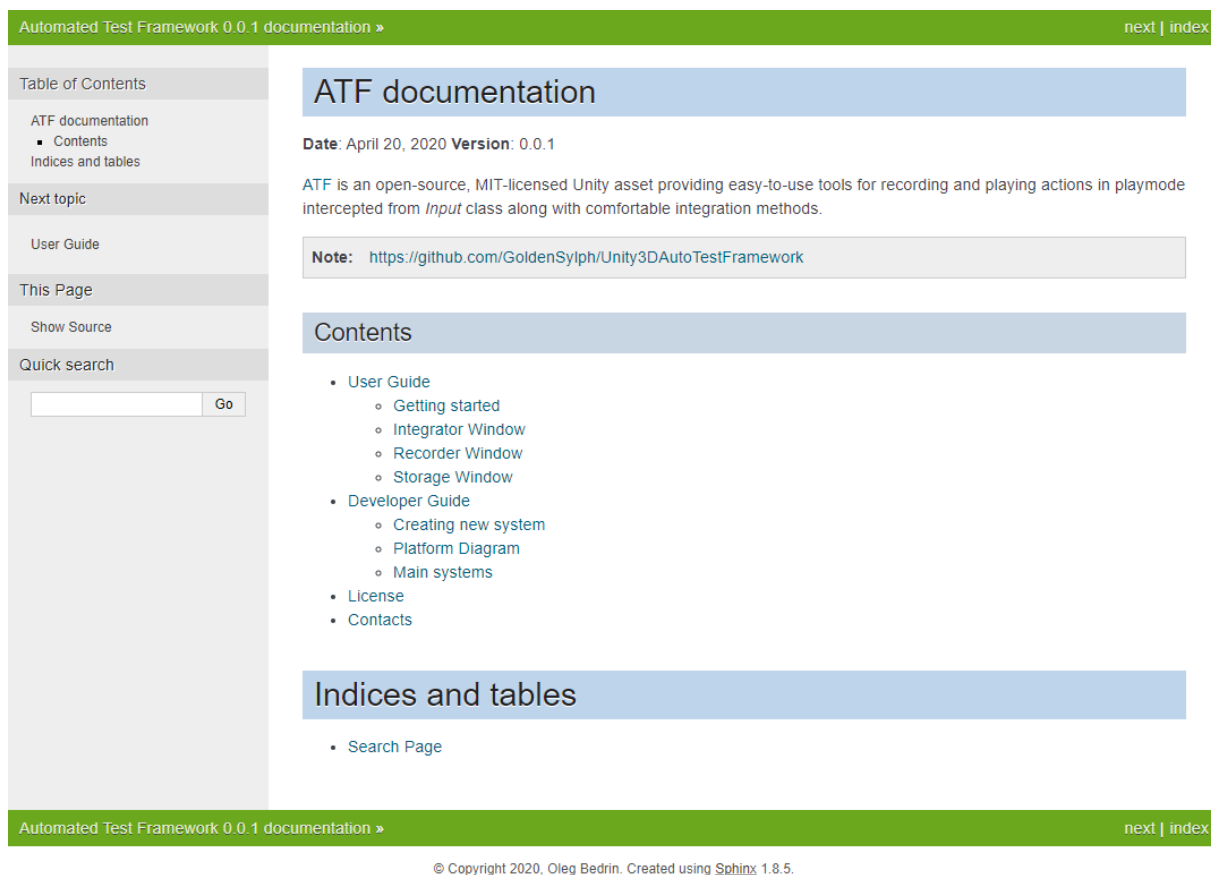 Automated Test Framework 0.0.1 documentation »
next | index
Table of Contents
ATF documentation
Contents
Indices and tables
Next topic
User Guide
This Page
Show Source
Quick search
Go
ATF documentation
Date: April 20, 2020 Version: 0.0.1
ATF is an open-source, MIT-licensed Unity asset providing easy-to-use tools for recording and playing actions in playmode
intercepted from Input class along with comfortable integration methods.
Note: https://github.com/GoldenSylph/Unity3DAutoTestFramework
Contents
User Guide
Getting started
Integrator Window
Recorder Window
Storage Window
Developer Guide
Creating new system
Platform Diagram
Main systems
License
Contacts
Indices and tables
Search Page
Automated Test Framework 0.0.1 documentation »
next | index
© Copyright 2020, Oleg Bedrin. Created using Sphinx 1.8.5.